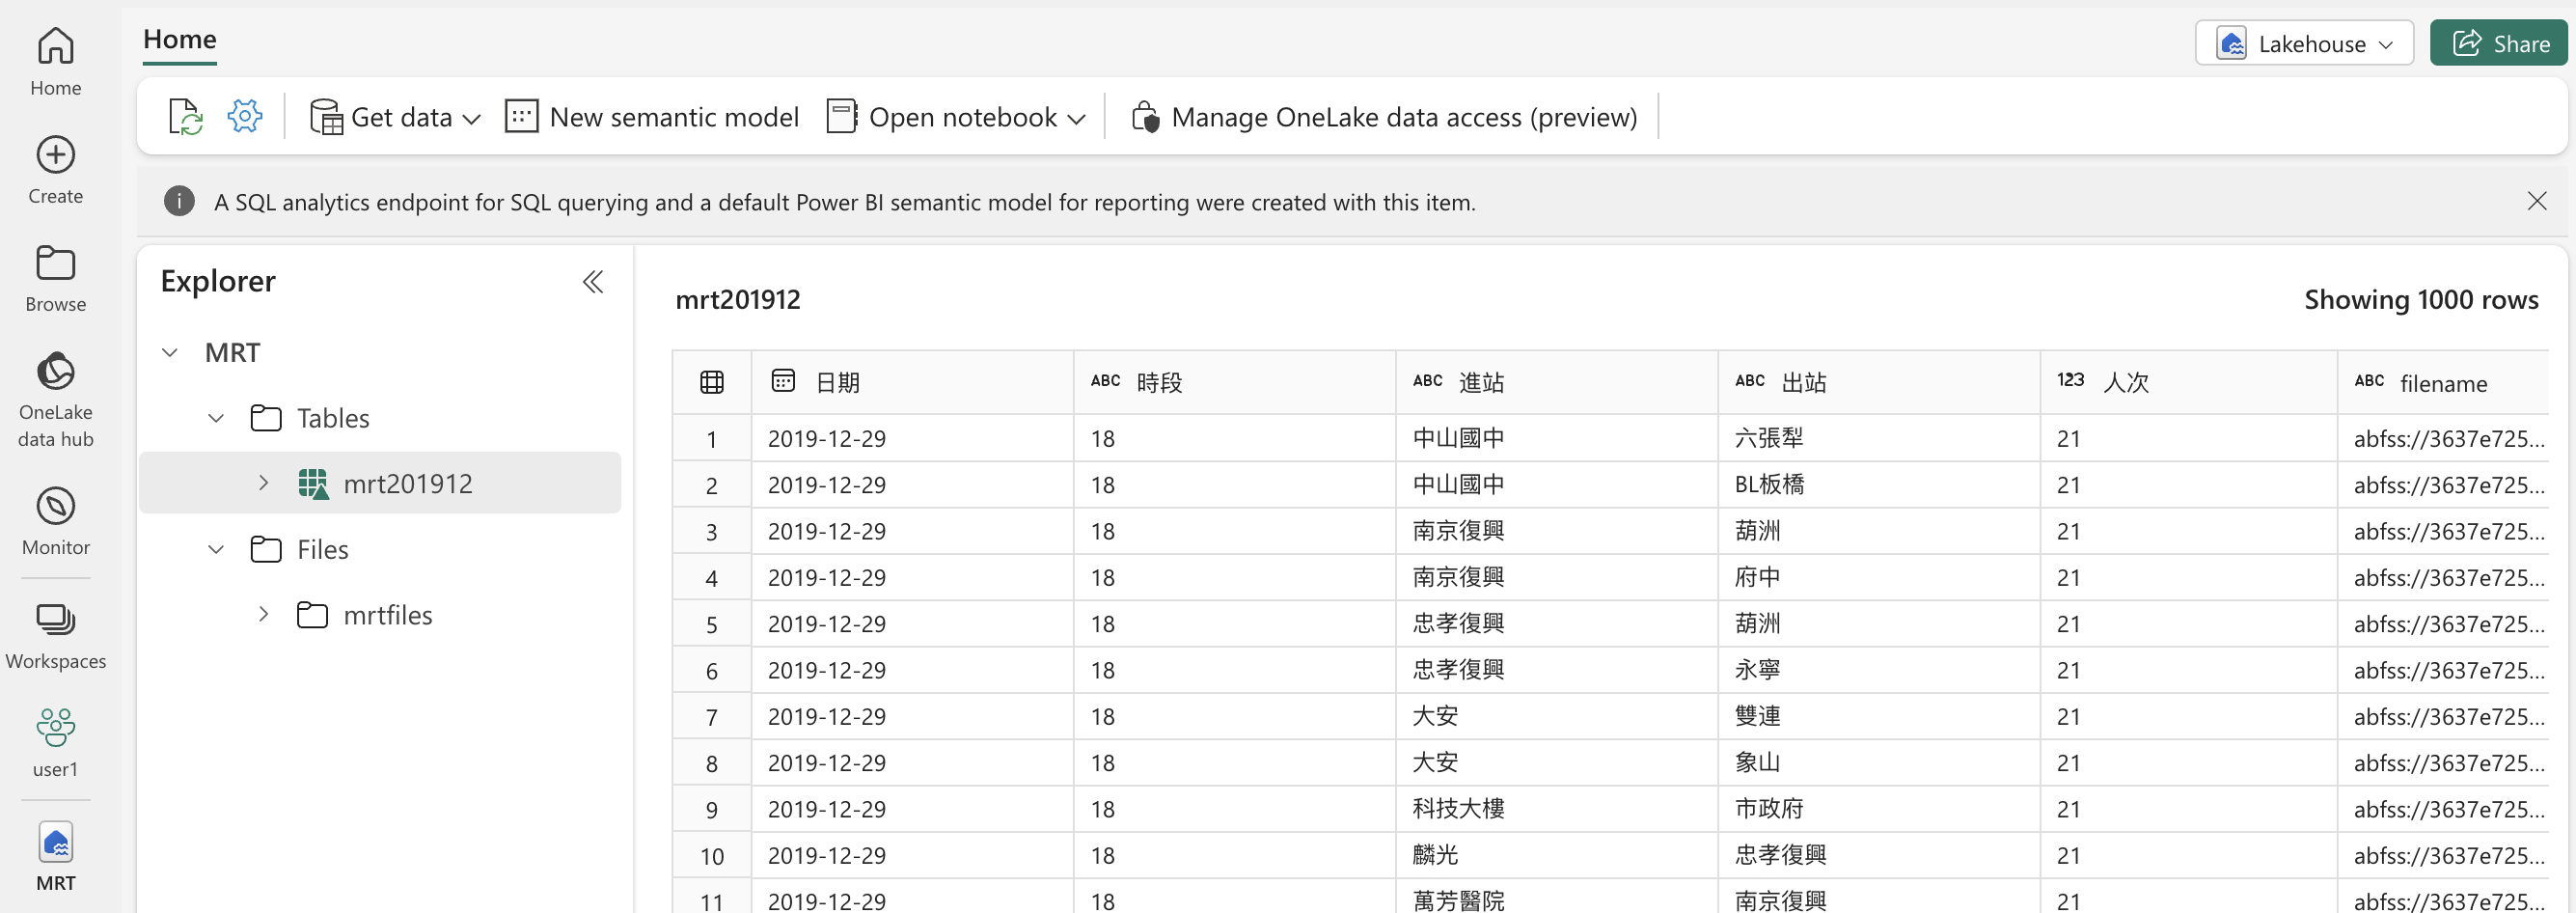 Home
Create
Browse
OneLake
data hub
Monitor
Workspaces
user1
MRT
Home
Lakehouse
Share
Get data
New semantic model
Open notebook
Manage OneLake data access (preview)
A SQL analytics endpoint for SQL querying and a default Power BI semantic model for reporting were created with this item.
Explorer
MRT
Tables
mrt201912
Files
mrtfiles
mrt201912
Showing 1000 rows
日期 ABC 時段 ABC 進站 ABC 出站 123 人次 ABC filename
1 2019-12-29 18 中山國中 六張犁 21 abfss://3637e725...
2 2019-12-29 18 中山國中 BL板橋 21 abfss://3637e725...
3 2019-12-29 18 南京復興 葫洲 21 abfss://3637e725...
4 2019-12-29 18 南京復興 府中 21 abfss://3637e725...
5 2019-12-29 18 忠孝復興 葫洲 21 abfss://3637e725...
6 2019-12-29 18 忠孝復興 永寧 21 abfss://3637e725...
7 2019-12-29 18 大安 雙連 21 abfss://3637e725...
8 2019-12-29 18 大安 象山 21 abfss://3637e725...
9 2019-12-29 18 科技大樓 市政府 21 abfss://3637e725...
10 2019-12-29 18 麟光 忠孝復興 21 abfss://3637e725...
11 2019-12-29 18 萬芳醫院 南京復興 21 abfss://3637e725...